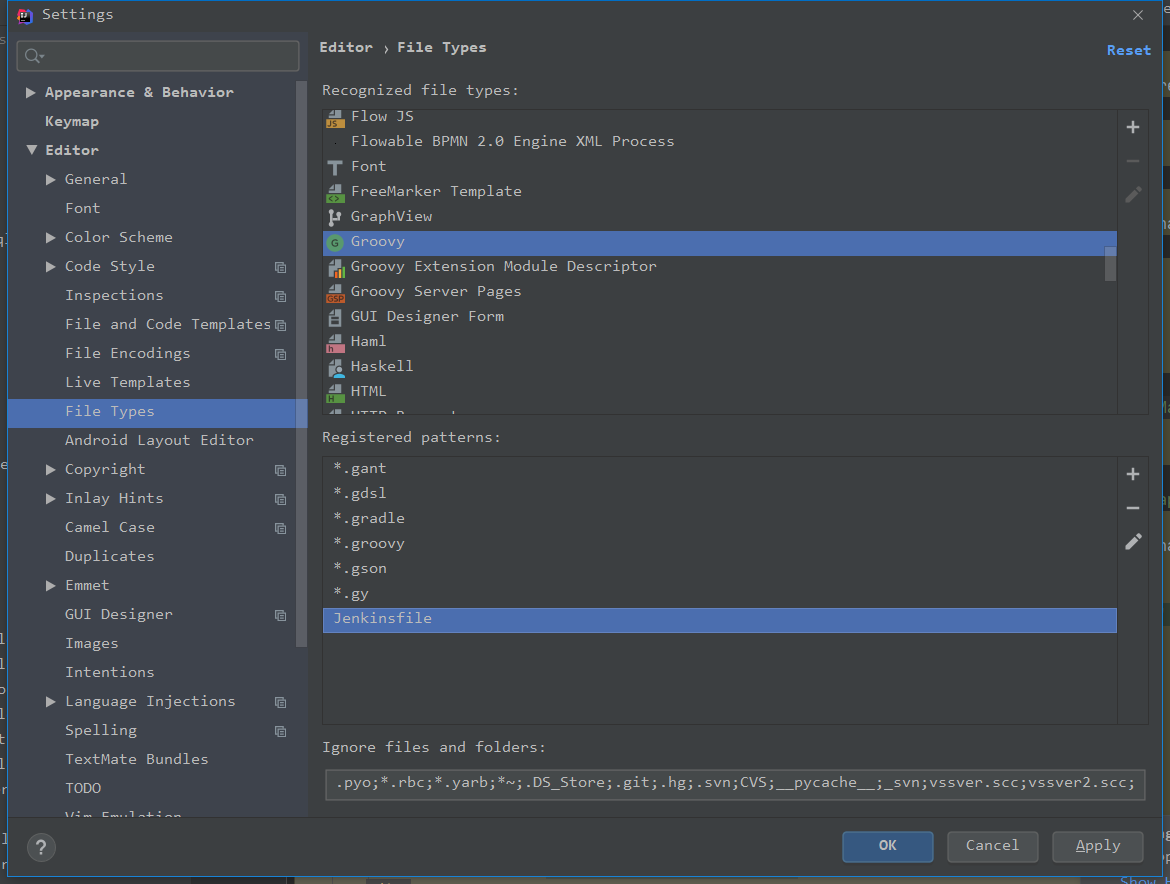 Settings
Editor › File Types
Reset
Appearance & Behavior
Keymap
Editor
General
Font
Color Scheme
Code Style
Inspections
File and Code Templates
File Encodings
Live Templates
File Types
Android Layout Editor
Copyright
Inlay Hints
Camel Case
Duplicates
Emmet
GUI Designer
Images
Intentions
Language Injections
Spelling
TextMate Bundles
TODO
Vim Emulation
Recognized file types:
Flow JS
Flowable BPMN 2.0 Engine XML Process
Font
FreeMarker Template
GraphView
Groovy
Groovy Extension Module Descriptor
Groovy Server Pages
GUI Designer Form
Haml
Haskell
HTML
Registered patterns:
*.gant
*.gdsl
*.gradle
*.groovy
*.gson
*.gy
Jenkinsfile
Ignore files and folders:
.pyo;*.rbc;*.yarb;*~;.DS_Store;.git;.hg;.svn;CVS;__pycache__;_svn;vssver.scc;vssver2.scc;
?
OK
Cancel
Apply